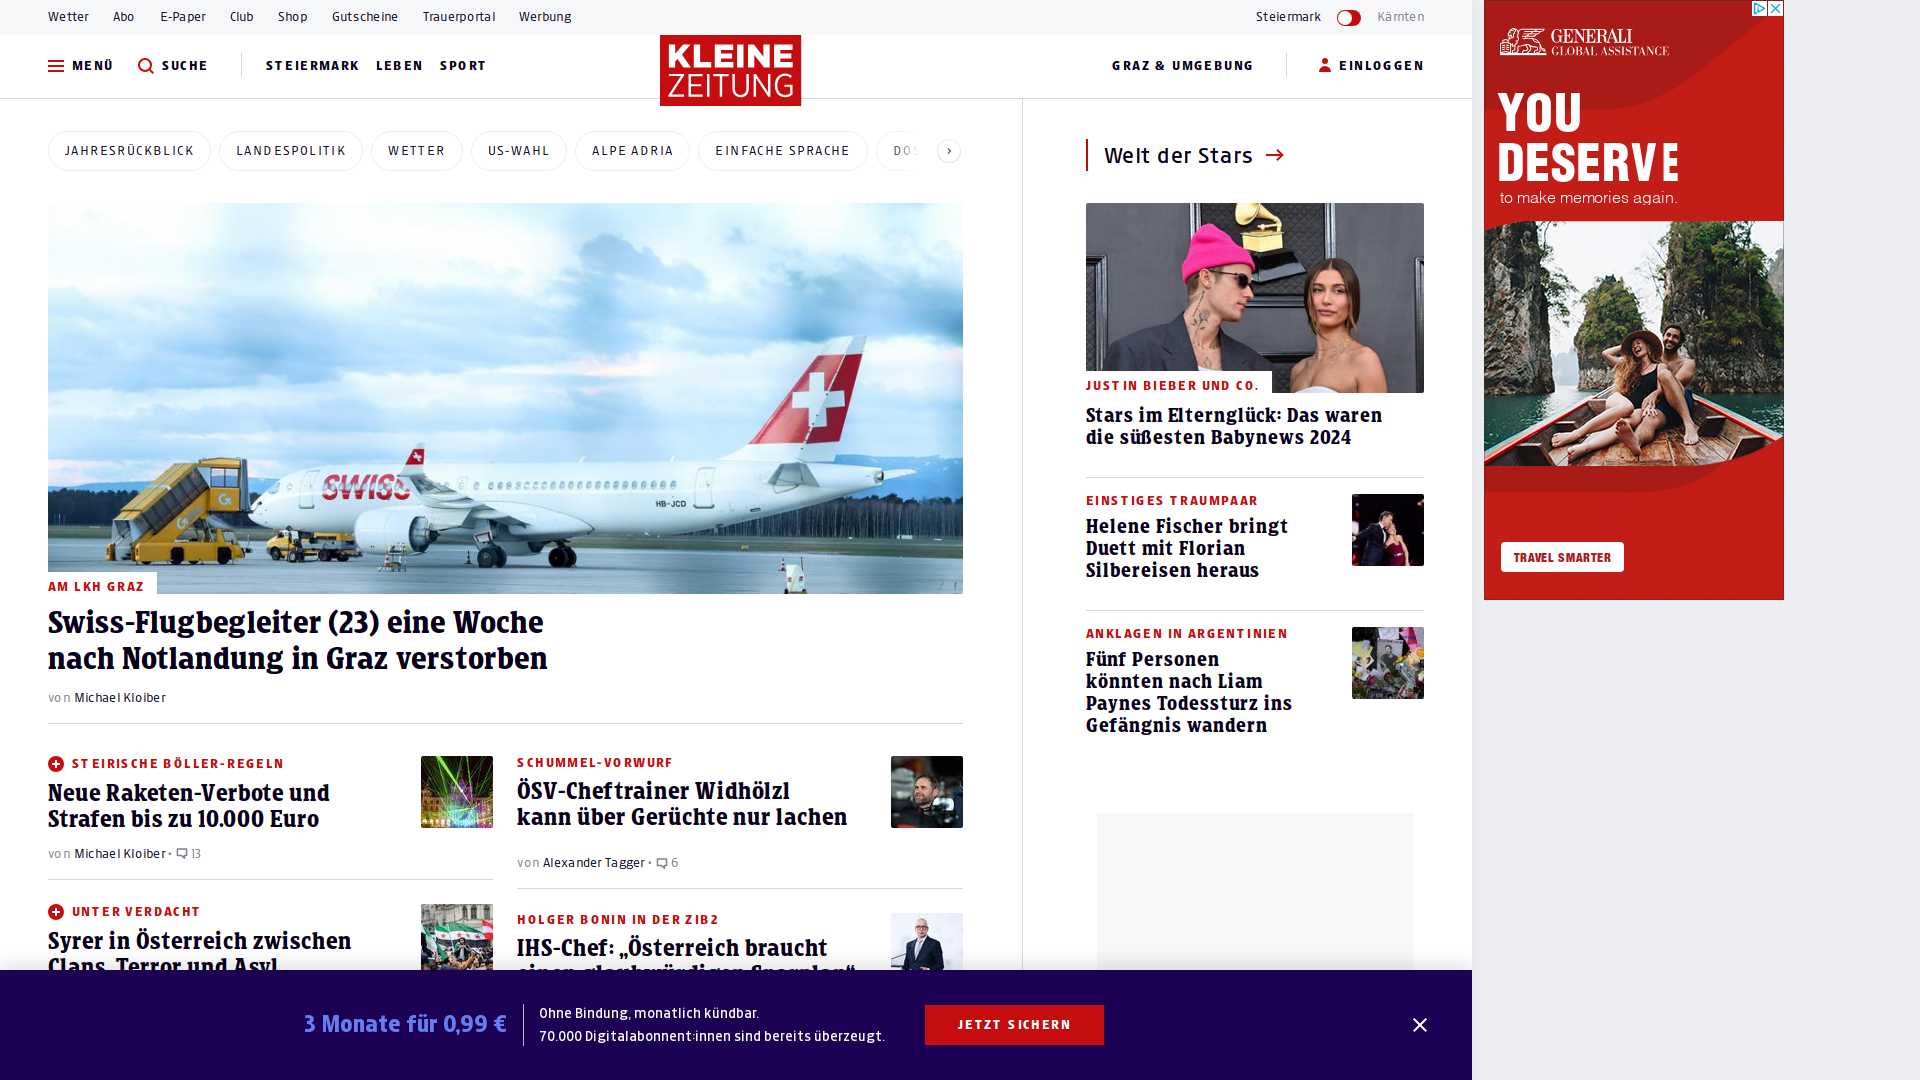 Wetter Abo E-Paper Club Shop Gutscheine Trauerportal Werbung Steiermark Kärnten
MENÜ SUCHE STEIERMARK LEBEN SPORT
KLEINE
ZEITUNG
GRAZ & UMGEBUNG EINLOGGEN
JAHRESRÜCKBLICK LANDESPOLITIK WETTER US-WAHL ALPE ADRIA EINFACHE SPRACHE
SWISS
HB-JCD
AM LKH GRAZ
Swiss-Flugbegleiter (23) eine Woche
nach Notlandung in Graz verstorben
von Michael Kloiber
STEIRISCHE BÖLLER-REGELN
Neue Raketen-Verbote und
Strafen bis zu 10.000 Euro
von Michael Kloiber • 13
SCHUMMEL-VORWURF
ÖSV-Cheftrainer Widhölzl
kann über Gerüchte nur lachen
von Alexander Tagger • 6
UNTER VERDACHT
Syrer in Österreich zwischen
Clans, Terror und Asyl
HOLGER BONIN IN DER ZIB2
IHS-Chef: „Österreich braucht
einen glaubwürdigen Sparplan“
Welt der Stars
JUSTIN BIEBER UND CO.
Stars im Elternglück: Das waren
die süßesten Babynews 2024
EINSTIGES TRAUMPAAR
Helene Fischer bringt
Duett mit Florian
Silbereisen heraus
ANKLAGEN IN ARGENTINIEN
Fünf Personen
könnten nach Liam
Paynes Todessturz ins
Gefängnis wandern
GENERALI
GLOBAL ASSISTANCE
YOU
DESERVE
to make memories again.
TRAVEL SMARTER
3 Monate für 0,99 €
Ohne Bindung, monatlich kündbar.
70.000 Digitalabonnent:innen sind bereits überzeugt.
JETZT SICHERN